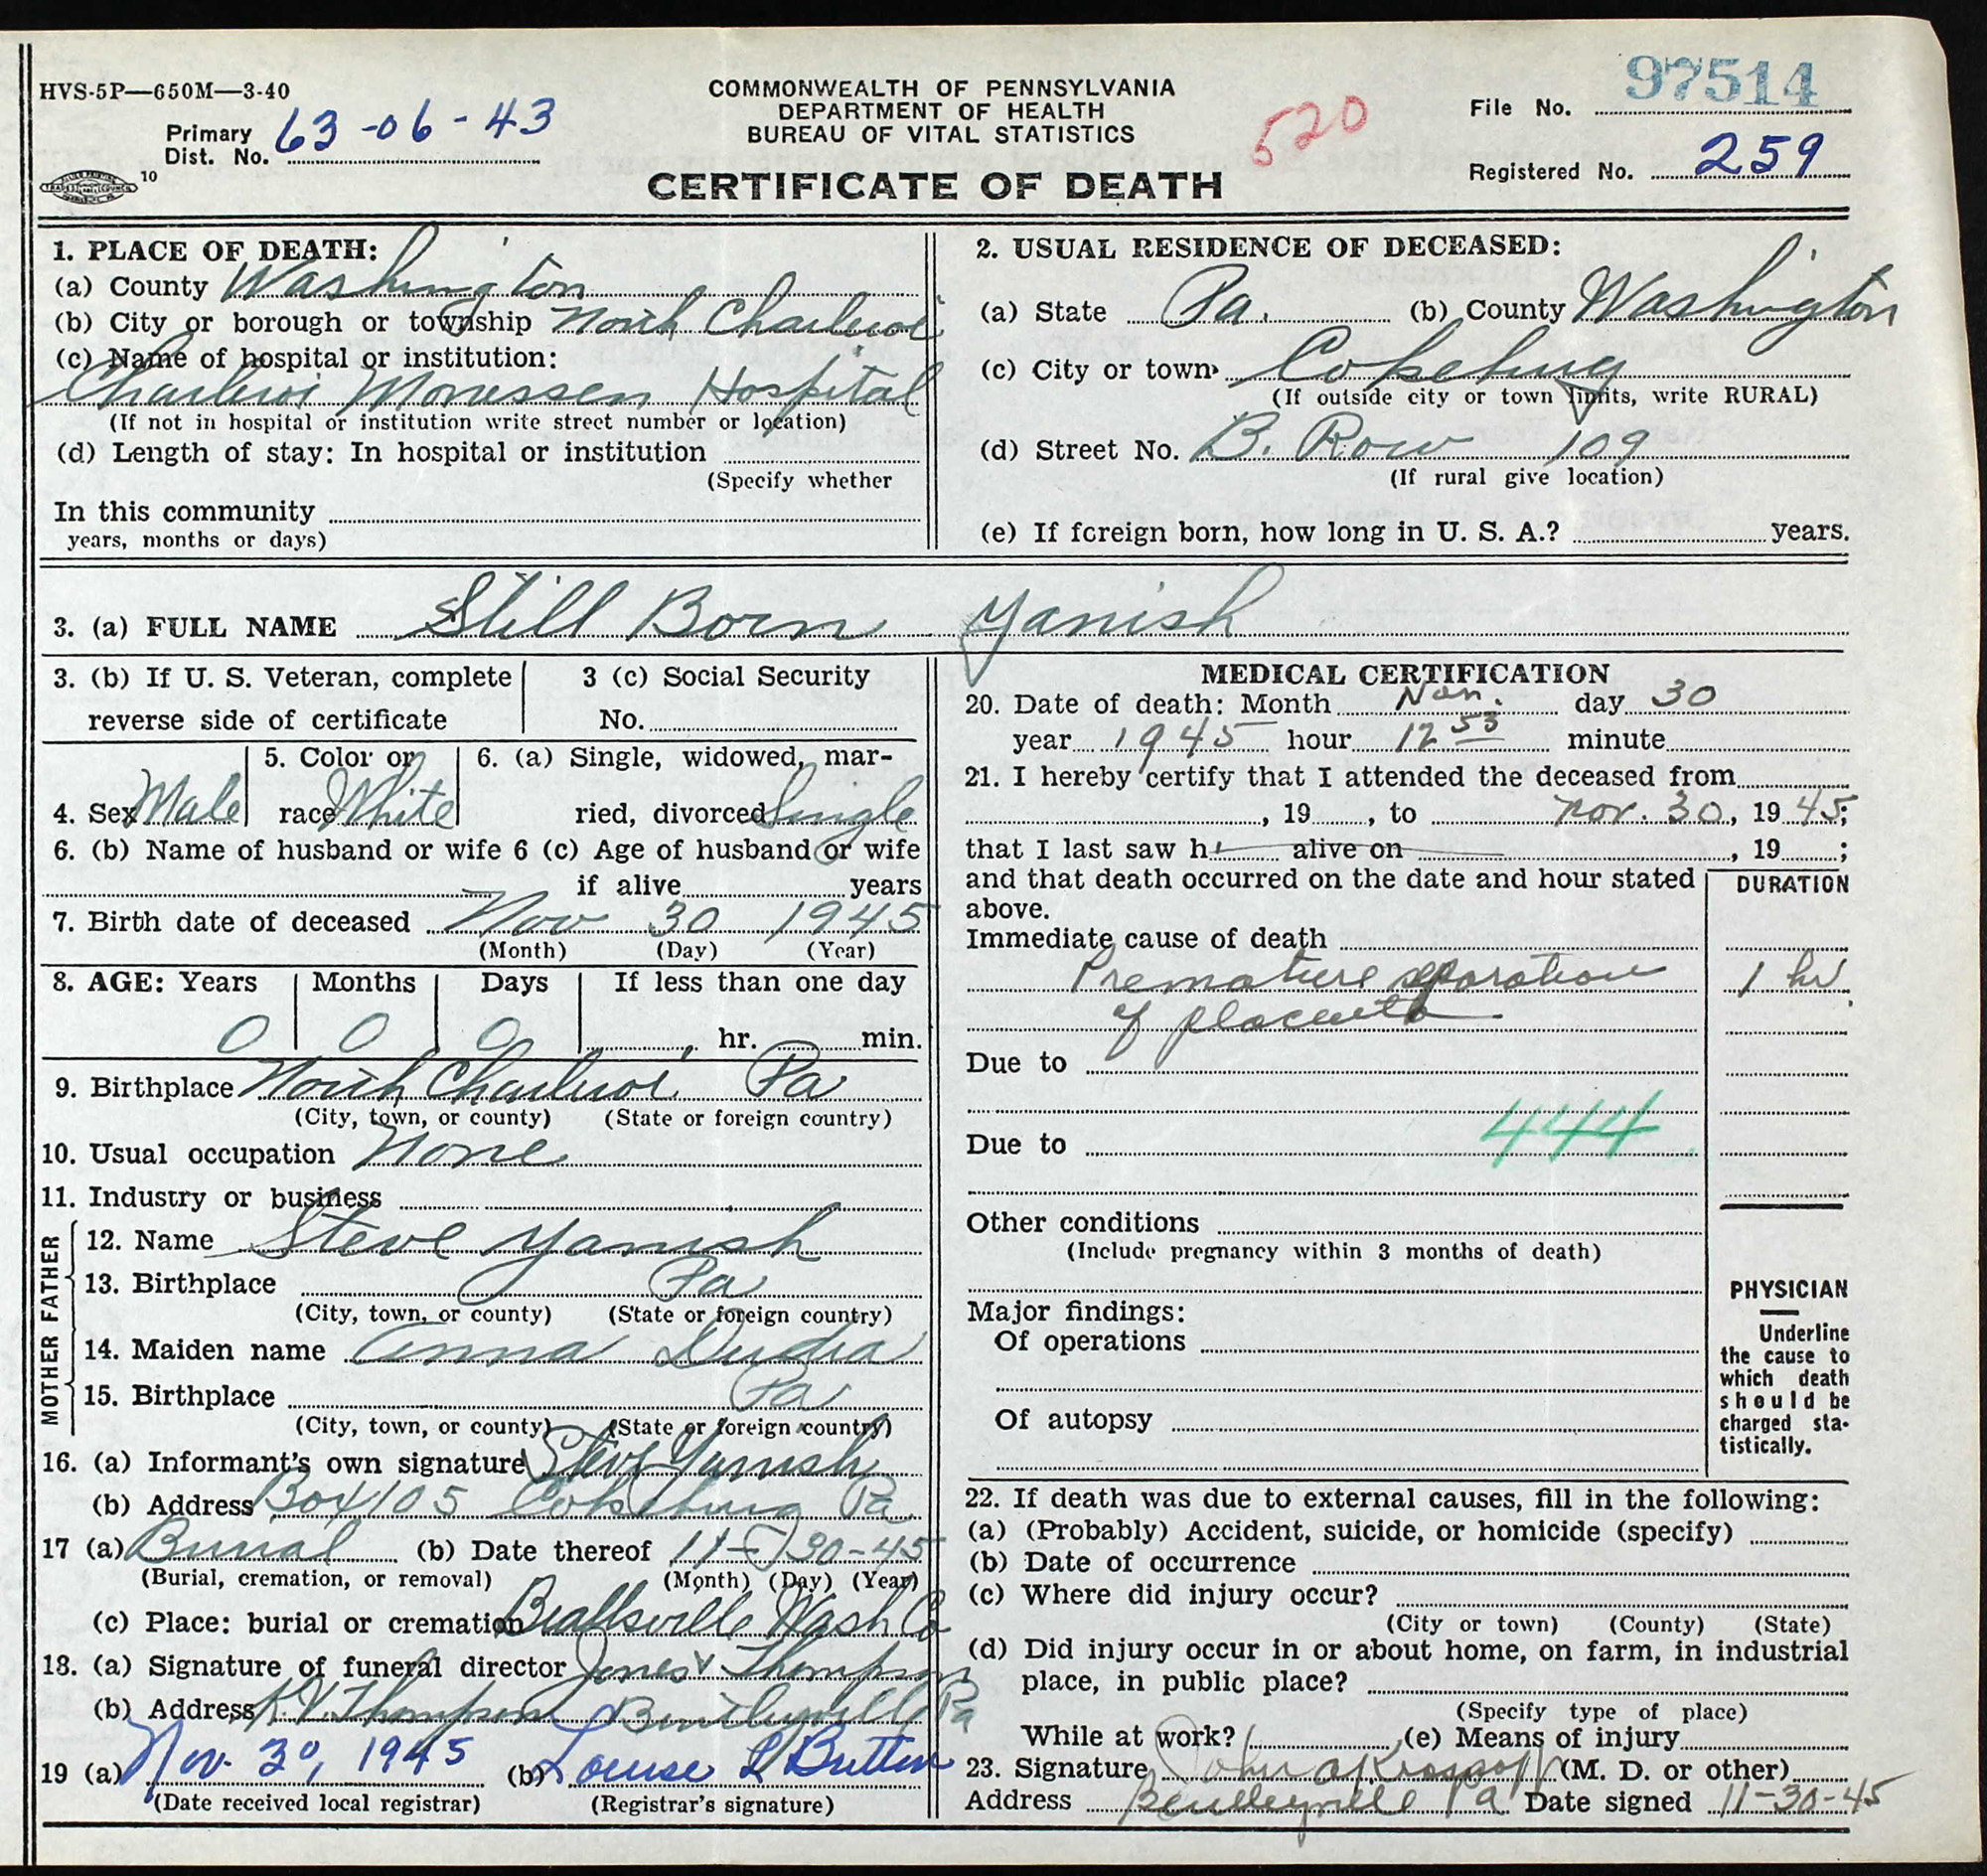 HVS-5P—650M—3-40
COMMONWEALTH OF PENNSYLVANIA
DEPARTMENT OF HEALTH
BUREAU OF VITAL STATISTICS
CERTIFICATE OF DEATH
Primary
Dist. No. 63-06-43
10
520
File No. 97514
Registered No. 259
1. PLACE OF DEATH:
(a) County Washington
(b) City or borough or township North Charleroi
(c) Name of hospital or institution:
Charleroi Monessen Hospital
(If not in hospital or institution write street number or location)
(d) Length of stay: In hospital or institution
(Specify whether
In this community
years, months or days)
2. USUAL RESIDENCE OF DECEASED:
(a) State Pa. (b) County Washington
(c) City or town Cokeburg
(If outside city or town limits, write RURAL)
(d) Street No. B. Row 109
(If rural give location)
(e) If foreign born, how long in U. S. A.? years.
3. (a) FULL NAME Still Born Yanish
3. (b) If U. S. Veteran, complete
reverse side of certificate
3 (c) Social Security
No.
4. Sex Male
5. Color or
race White
6. (a) Single, widowed, mar-
ried, divorced Single
6. (b) Name of husband or wife 6 (c) Age of husband or wife
if alive years
7. Birth date of deceased Nov 30 1945
(Month) (Day) (Year)
8. AGE: Years Months Days If less than one day
0 0 0 hr. min.
9. Birthplace North Charleroi Pa
(City, town, or county) (State or foreign country)
10. Usual occupation None
11. Industry or business
FATHER
12. Name Steve Yanish
13. Birthplace Pa
(City, town, or county) (State or foreign country)
MOTHER
14. Maiden name Anna Dudra
15. Birthplace Pa
(City, town, or county) (State or foreign country)
16. (a) Informant's own signature Steve Yanish
(b) Address Box 105 Cokeburg Pa.
17 (a) Burial (b) Date thereof 11-30-45
(Burial, cremation, or removal) (Month) (Day) (Year)
(c) Place: burial or cremation Beallsville Wash Co
18. (a) Signature of funeral director Jones & Thompson
(b) Address R.V. Thompson Bentleyville Pa
19 (a) Nov. 30, 1945 (b) Louise L Britten
(Date received local registrar) (Registrar's signature)
MEDICAL CERTIFICATION
20. Date of death: Month Nov. day 30
year 1945 hour 12 53 minute
21. I hereby certify that I attended the deceased from
, 19 , to Nov. 30, 19 45;
that I last saw h alive on , 19 ;
and that death occurred on the date and hour stated
above.
DURATION
Immediate cause of death
Premature separation 1 hr.
of placenta
Due to
444
Due to
Other conditions
(Include pregnancy within 3 months of death)
Major findings:
Of operations
Of autopsy
PHYSICIAN
Underline
the cause to
which death
should be
charged sta-
tistically.
22. If death was due to external causes, fill in the following:
(a) (Probably) Accident, suicide, or homicide (specify)
(b) Date of occurrence
(c) Where did injury occur?
(City or town) (County) (State)
(d) Did injury occur in or about home, on farm, in industrial
place, in public place?
(Specify type of place)
While at work? (e) Means of injury
23. Signature John A (M. D. or other)
Address Bentleyville Pa Date signed 11-30-45